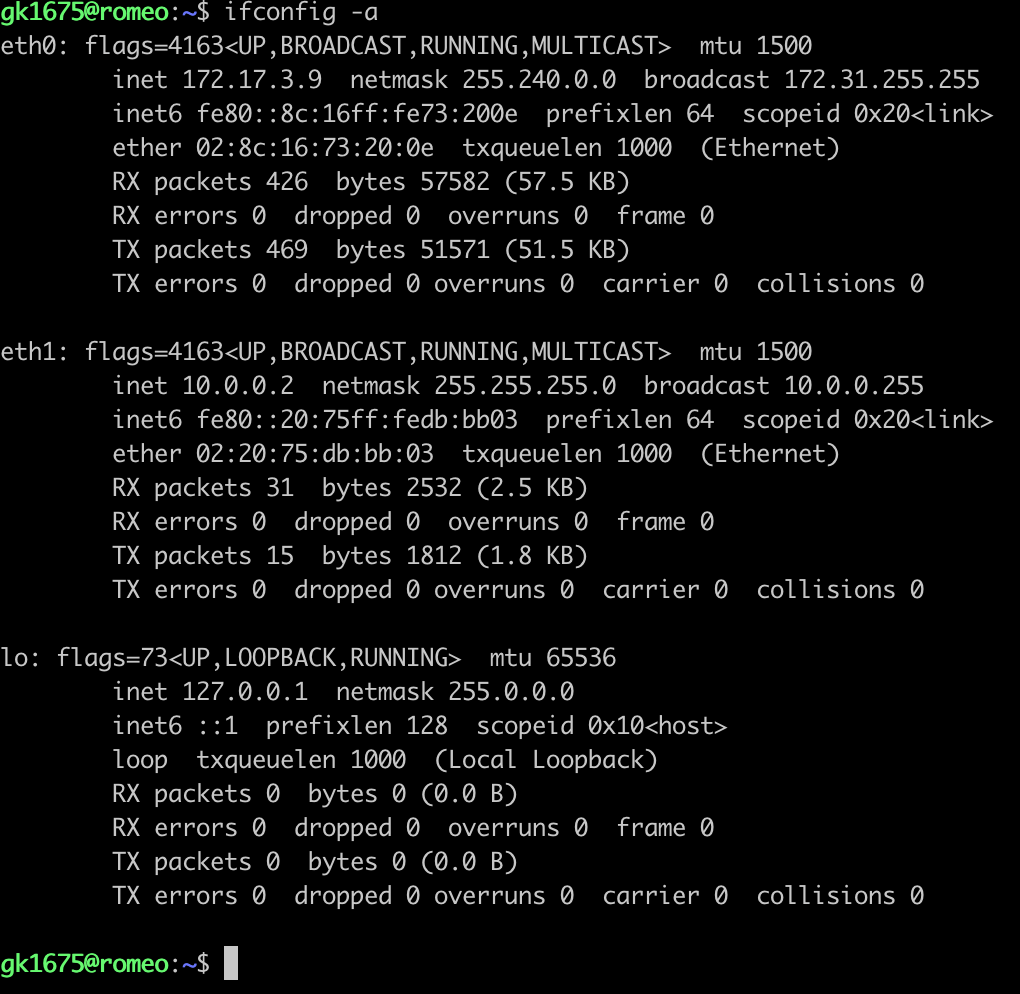 gk1675@romeo:~$ ifconfig -a
eth0: flags=4163<UP,BROADCAST,RUNNING,MULTICAST>  mtu 1500
        inet 172.17.3.9  netmask 255.240.0.0  broadcast 172.31.255.255
        inet6 fe80::8c:16ff:fe73:200e  prefixlen 64  scopeid 0x20<link>
        ether 02:8c:16:73:20:0e  txqueuelen 1000  (Ethernet)
        RX packets 426  bytes 57582 (57.5 KB)
        RX errors 0  dropped 0  overruns 0  frame 0
        TX packets 469  bytes 51571 (51.5 KB)
        TX errors 0  dropped 0 overruns 0  carrier 0  collisions 0

eth1: flags=4163<UP,BROADCAST,RUNNING,MULTICAST>  mtu 1500
        inet 10.0.0.2  netmask 255.255.255.0  broadcast 10.0.0.255
        inet6 fe80::20:75ff:fedb:bb03  prefixlen 64  scopeid 0x20<link>
        ether 02:20:75:db:bb:03  txqueuelen 1000  (Ethernet)
        RX packets 31  bytes 2532 (2.5 KB)
        RX errors 0  dropped 0  overruns 0  frame 0
        TX packets 15  bytes 1812 (1.8 KB)
        TX errors 0  dropped 0 overruns 0  carrier 0  collisions 0

lo: flags=73<UP,LOOPBACK,RUNNING>  mtu 65536
        inet 127.0.0.1  netmask 255.0.0.0
        inet6 ::1  prefixlen 128  scopeid 0x10<host>
        loop  txqueuelen 1000  (Local Loopback)
        RX packets 0  bytes 0 (0.0 B)
        RX errors 0  dropped 0  overruns 0  frame 0
        TX packets 0  bytes 0 (0.0 B)
        TX errors 0  dropped 0 overruns 0  carrier 0  collisions 0

gk1675@romeo:~$